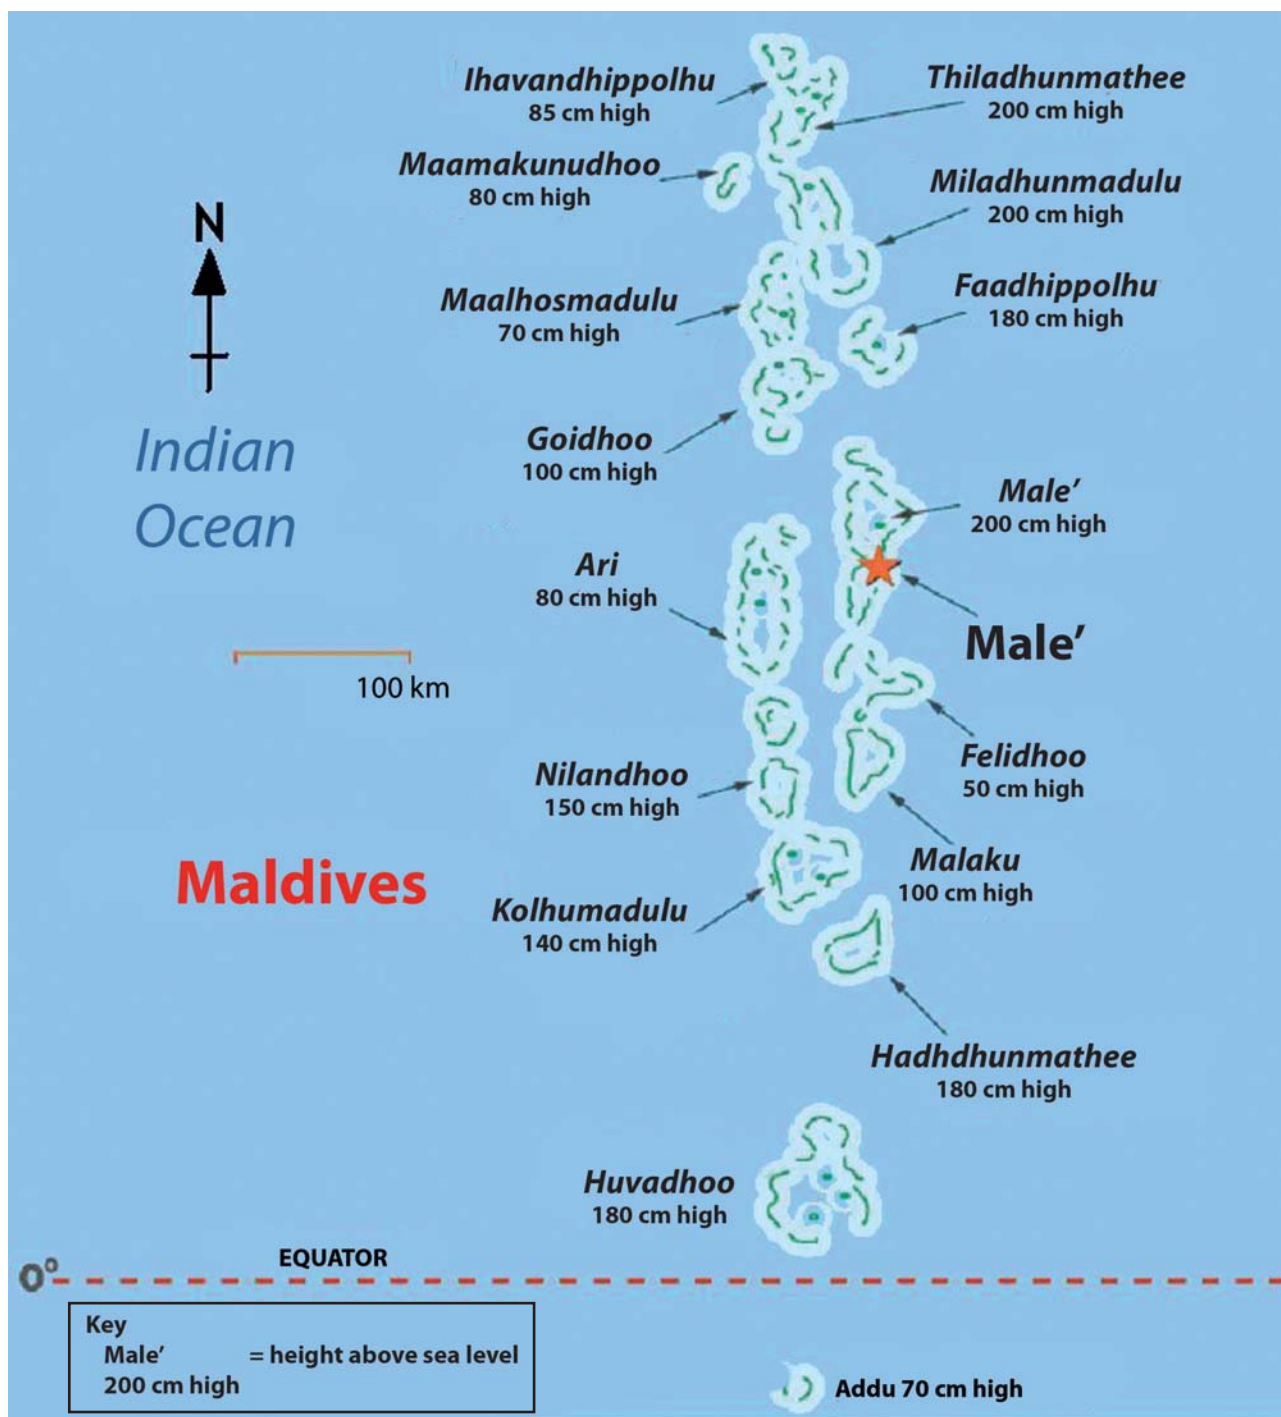 Ihavandhippolhu
85 cm high
Thiladhunmathee
200 cm high
Maamakunudhoo
80 cm high
Miladhunmadulu
200 cm high
N
Maalhosmadulu
70 cm high
Faadhippolhu
180 cm high
Indian
Ocean
Goidhoo
100 cm high
Male’
200 cm high
Ari
80 cm high
Male’
100 km
Felidhoo
50 cm high
Nilandhoo
150 cm high
Maldives
Malaku
100 cm high
Kolhumadulu
140 cm high
Hadhdhunmathee
180 cm high
Huvadhoo
180 cm high
EQUATOR
0°
Key
Male’ = height above sea level
200 cm high
Addu 70 cm high